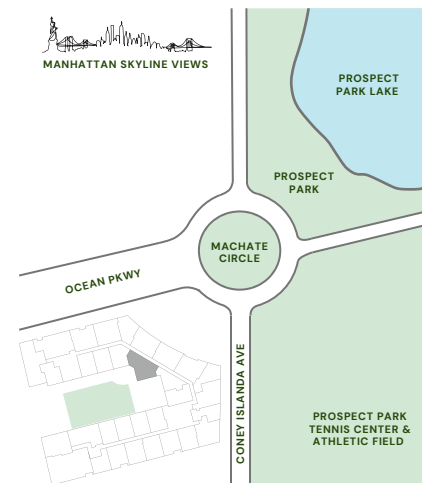 MANHATTAN SKYLINE VIEWS
PROSPECT
PARK LAKE
PROSPECT
PARK
MACHATE
CIRCLE
OCEAN PKWY
CONEY ISLANDA AVE
PROSPECT PARK
TENNIS CENTER &
ATHLETIC FIELD